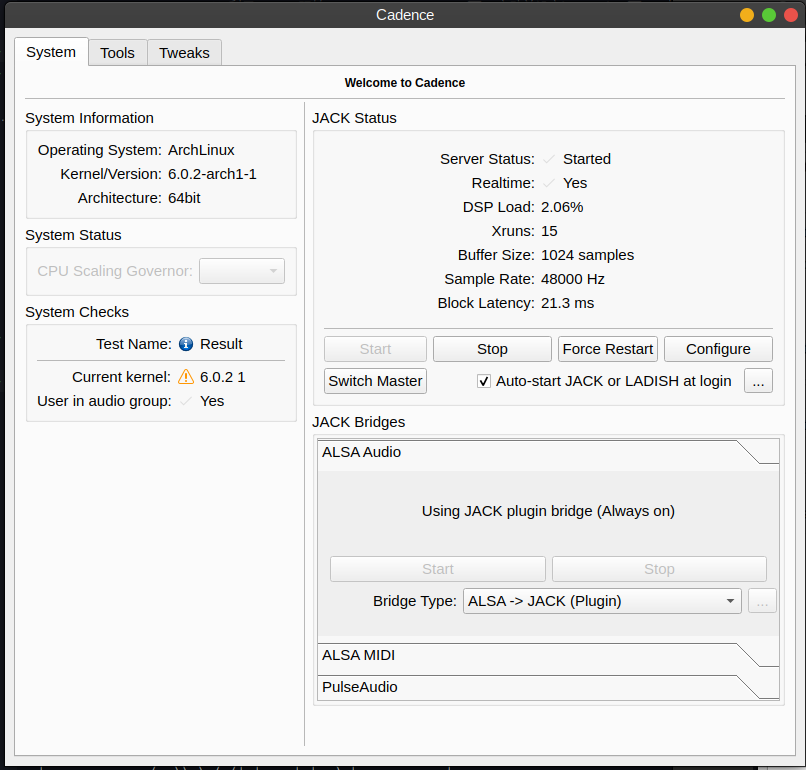 Cadence
System Tools Tweaks
Welcome to Cadence
System Information
Operating System: ArchLinux
Kernel/Version: 6.0.2-arch1-1
Architecture: 64bit
System Status
CPU Scaling Governor:
System Checks
Test Name: Result
Current kernel: 6.0.2 1
User in audio group: Yes
JACK Status
Server Status: Started
Realtime: Yes
DSP Load: 2.06%
Xruns: 15
Buffer Size: 1024 samples
Sample Rate: 48000 Hz
Block Latency: 21.3 ms
Start Stop Force Restart Configure
Switch Master Auto-start JACK or LADISH at login ...
JACK Bridges
ALSA Audio
Using JACK plugin bridge (Always on)
Start Stop
Bridge Type: ALSA -> JACK (Plugin) ...
ALSA MIDI
PulseAudio